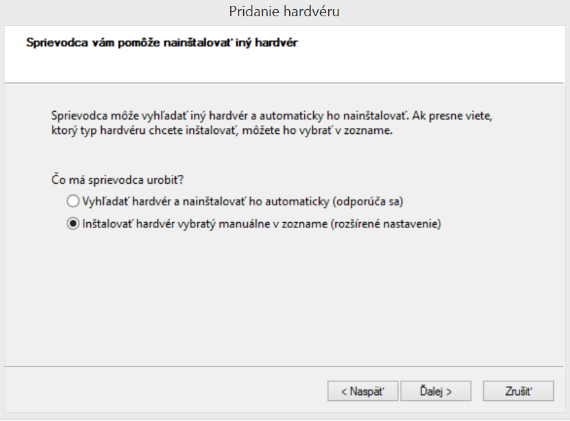 Pridanie hardvéru
Sprievodca vám pomôže nainštalovať iný hardvér
Sprievodca môže vyhľadať iný hardvér a automaticky ho nainštalovať. Ak presne viete,
ktorý typ hardvéru chcete inštalovať, môžete ho vybrať v zozname.
Čo má sprievodca urobiť?
Vyhľadať hardvér a nainštalovať ho automaticky (odporúča sa)
Inštalovať hardvér vybratý manuálne v zozname (rozšírené nastavenie)
< Naspäť
Ďalej >
Zrušiť